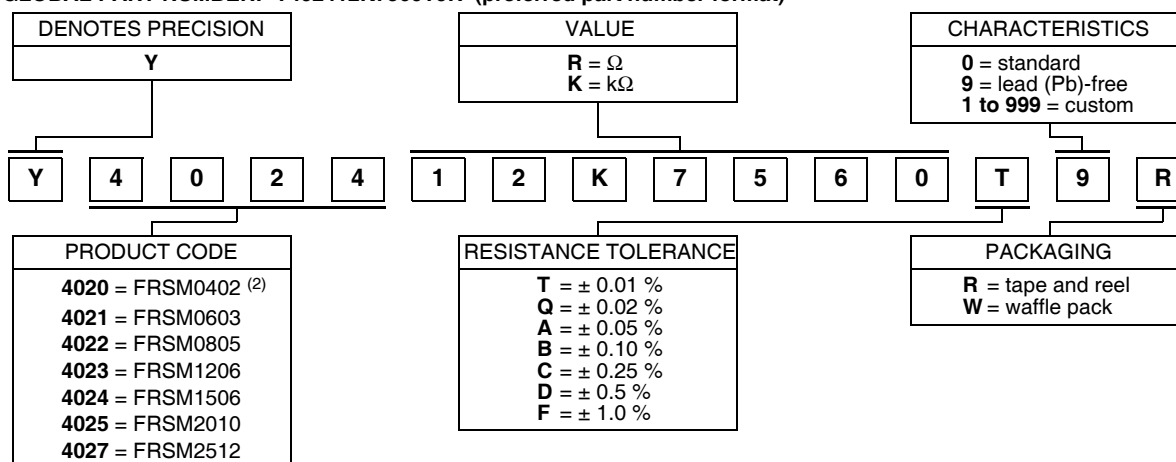 DENOTES PRECISION
Y
VALUE
R = Ω
K = kΩ
CHARACTERISTICS
0 = standard
9 = lead (Pb)-free
1 to 999 = custom
Y 4 0 2 4 1 2 K 7 5 6 0 T 9 R
PRODUCT CODE
4020 = FRSM0402 (2)
4021 = FRSM0603
4022 = FRSM0805
4023 = FRSM1206
4024 = FRSM1506
4025 = FRSM2010
4027 = FRSM2512
RESISTANCE TOLERANCE
T = ± 0.01 %
Q = ± 0.02 %
A = ± 0.05 %
B = ± 0.10 %
C = ± 0.25 %
D = ± 0.5 %
F = ± 1.0 %
PACKAGING
R = tape and reel
W = waffle pack